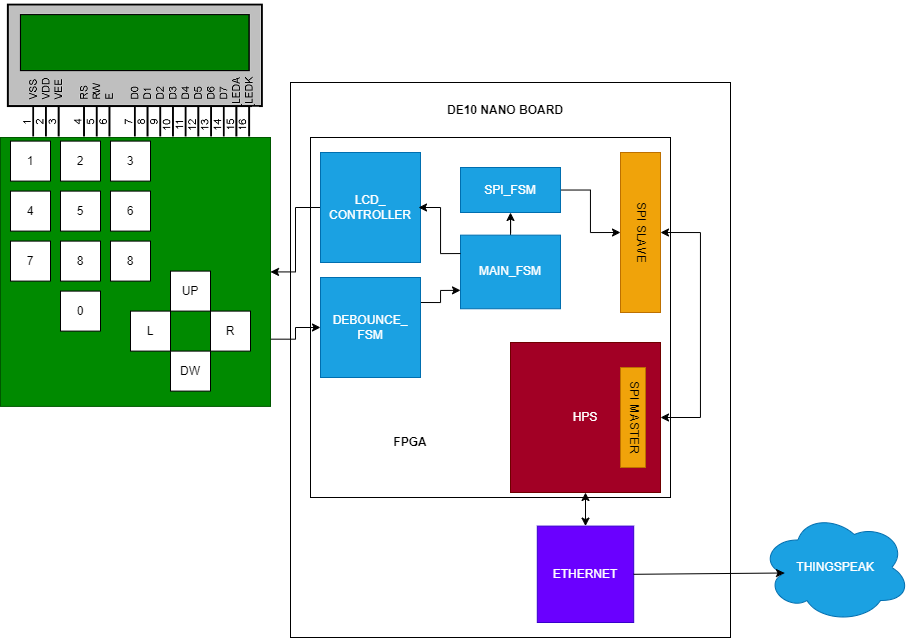 VSS
VDD
VEE
RS
RW
E
D0
D1
D2
D3
D4
D5
D6
D7
LEDA
LEDK
1
2
3
4
5
6
7
8
9
10
11
12
13
14
15
16
1 2 3
4 5 6
7 8 8
0
UP
L R
DW
DE10 NANO BOARD
LCD_
CONTROLLER
SPI_FSM
SPI SLAVE
MAIN_FSM
DEBOUNCE_
FSM
HPS
SPI MASTER
FPGA
ETHERNET
THINGSPEAK